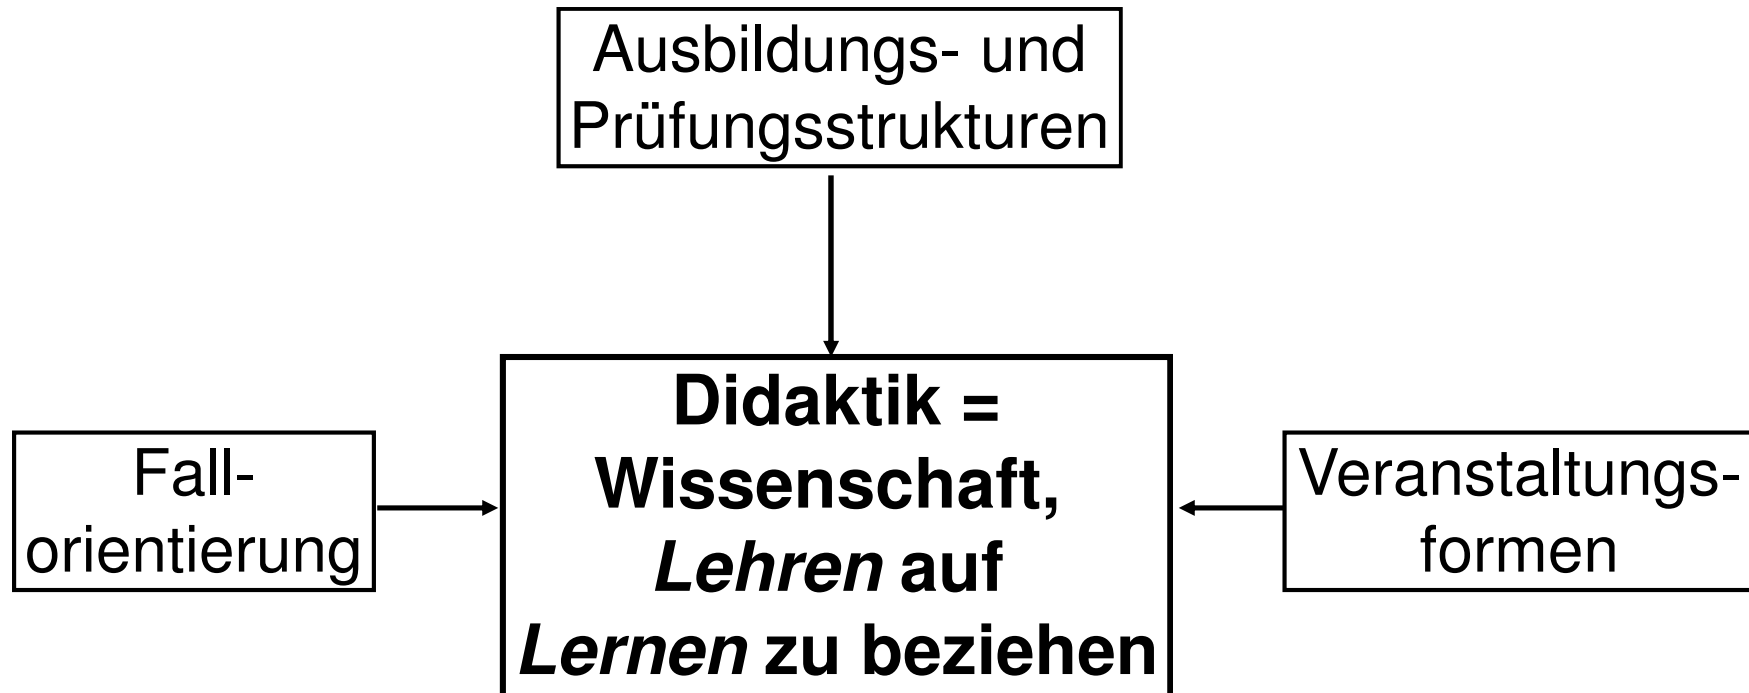 Ausbildungs- und
Prüfungsstrukturen
Didaktik =
Wissenschaft,
Lehren auf
Lernen zu beziehen
Fall-
orientierung
Veranstaltungs-
formen